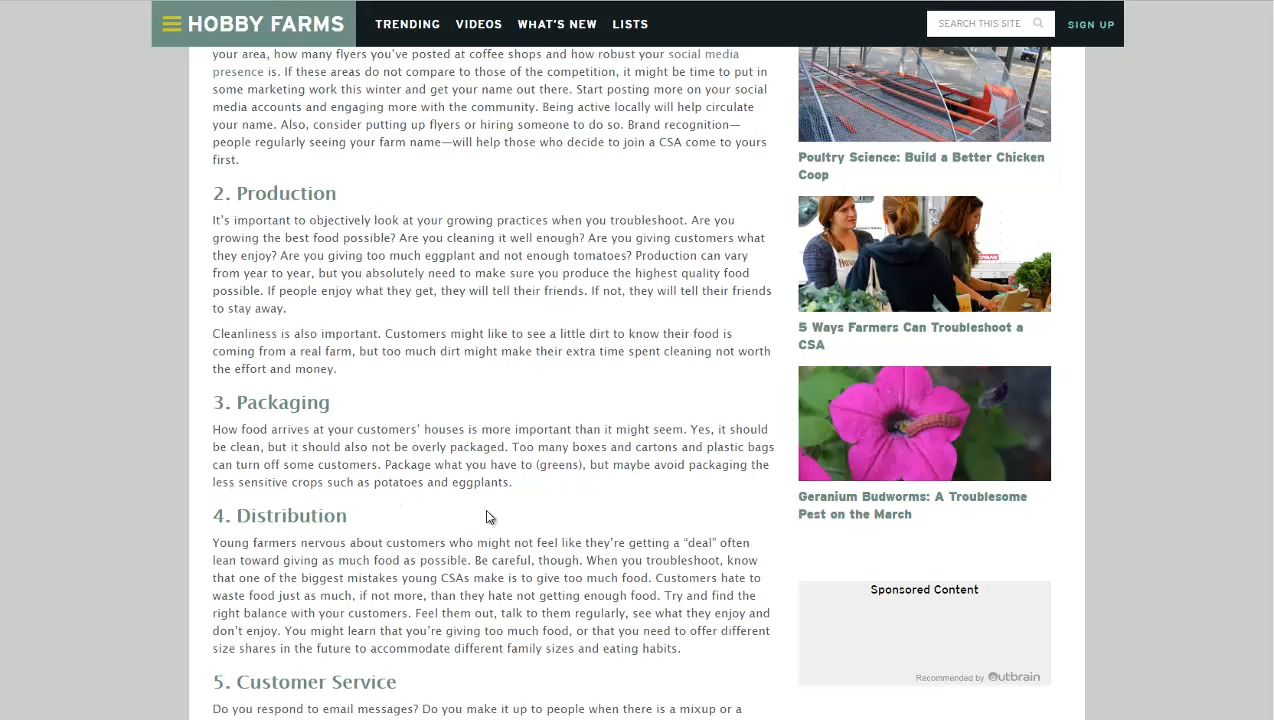 HOBBY FARMS
TRENDING VIDEOS WHAT'S NEW LISTS
SEARCH THIS SITE
SIGN UP
your area, how many flyers you've posted at coffee shops and how robust your social media
presence is. If these areas do not compare to those of the competition, it might be time to put in
some marketing work this winter and get your name out there. Start posting more on your social
media accounts and engaging more with the community. Being active locally will help circulate
your name. Also, consider putting up flyers or hiring someone to do so. Brand recognition—
people regularly seeing your farm name—will help those who decide to join a CSA come to yours
first.
2. Production
It's important to objectively look at your growing practices when you troubleshoot. Are you
growing the best food possible? Are you cleaning it well enough? Are you giving customers what
they enjoy? Are you giving too much eggplant and not enough tomatoes? Production can vary
from year to year, but you absolutely need to make sure you produce the highest quality food
possible. If people enjoy what they get, they will tell their friends. If not, they will tell their friends
to stay away.
Cleanliness is also important. Customers might like to see a little dirt to know their food is
coming from a real farm, but too much dirt might make their extra time spent cleaning not worth
the effort and money.
3. Packaging
How food arrives at your customers' houses is more important than it might seem. Yes, it should
be clean, but it should also not be overly packaged. Too many boxes and cartons and plastic bags
can turn off some customers. Package what you have to (greens), but maybe avoid packaging the
less sensitive crops such as potatoes and eggplants.
4. Distribution
Young farmers nervous about customers who might not feel like they're getting a “deal” often
lean toward giving as much food as possible. Be careful, though. When you troubleshoot, know
that one of the biggest mistakes young CSAs make is to give too much food. Customers hate to
waste food just as much, if not more, than they hate not getting enough food. Try and find the
right balance with your customers. Feel them out, talk to them regularly, see what they enjoy and
don't enjoy. You might learn that you're giving too much food, or that you need to offer different
size shares in the future to accommodate different family sizes and eating habits.
5. Customer Service
Do you respond to email messages? Do you make it up to people when there is a mixup or a
Poultry Science: Build a Better Chicken
Coop
5 Ways Farmers Can Troubleshoot a
CSA
Geranium Budworms: A Troublesome
Pest on the March
Sponsored Content
Recommended by Outbrain